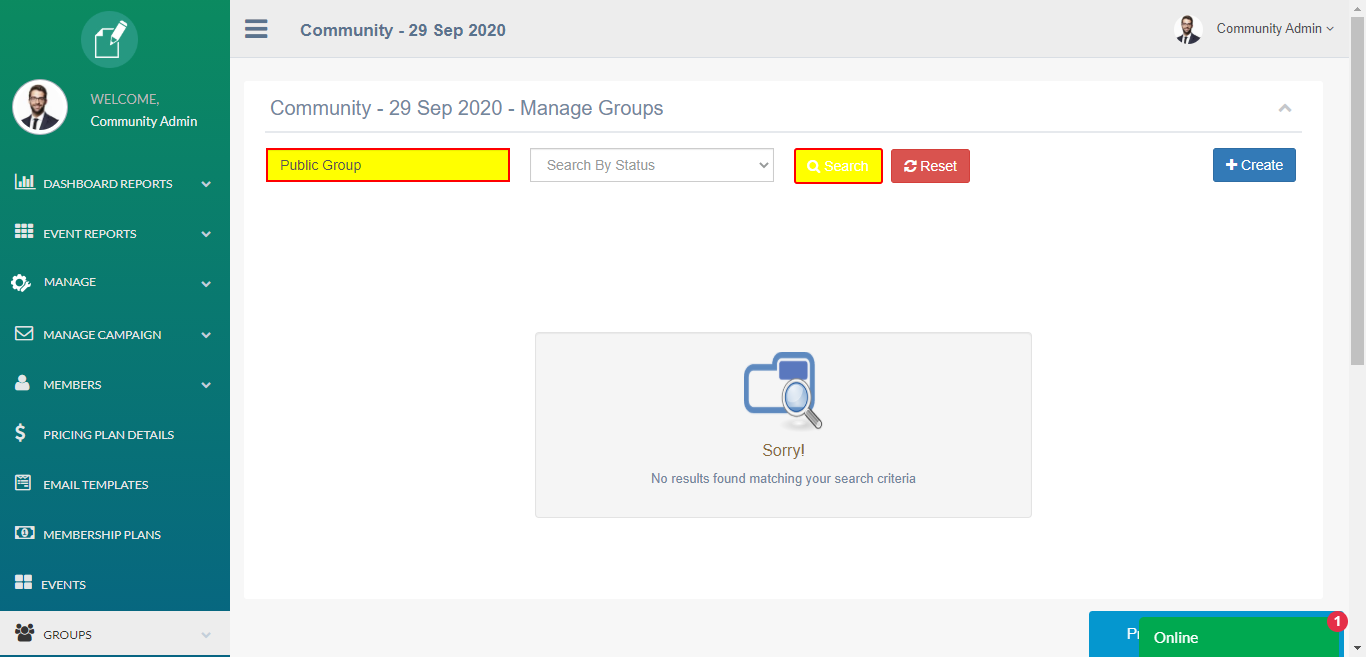 Community - 29 Sep 2020
Community Admin
WELCOME,
Community Admin
DASHBOARD REPORTS
EVENT REPORTS
MANAGE
MANAGE CAMPAIGN
MEMBERS
PRICING PLAN DETAILS
EMAIL TEMPLATES
MEMBERSHIP PLANS
EVENTS
GROUPS
Community - 29 Sep 2020 - Manage Groups
Public Group
Search By Status
Search
Reset
Create
Sorry!
No results found matching your search criteria
Online
1